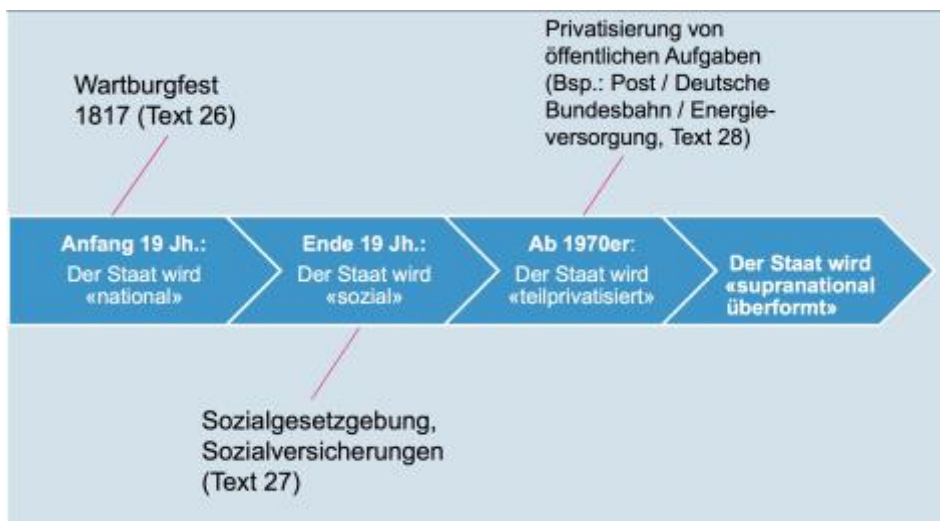 Privatisierung von
öffentlichen Aufgaben
(Bsp.: Post / Deutsche
Bundesbahn / Energie-
versorgung, Text 28)
Wartburgfest
1817 (Text 26)
Anfang 19 Jh.:
Der Staat wird
«national»
Ende 19 Jh.:
Der Staat wird
«sozial»
Ab 1970er:
Der Staat wird
«teilprivatisiert»
Der Staat wird
«supranational
überformt»
Sozialgesetzgebung,
Sozialversicherungen
(Text 27)